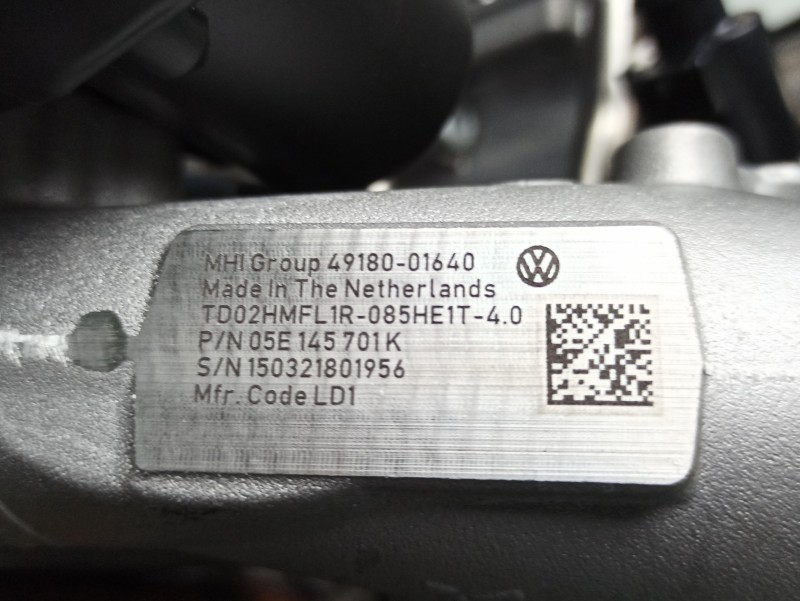 MHI Group 49180-01640
Made In The Netherlands
TD02HMFL1R-085HE1T-4.0
P/N 05E 145 701K
S/N 150321801956
Mfr. Code LD1